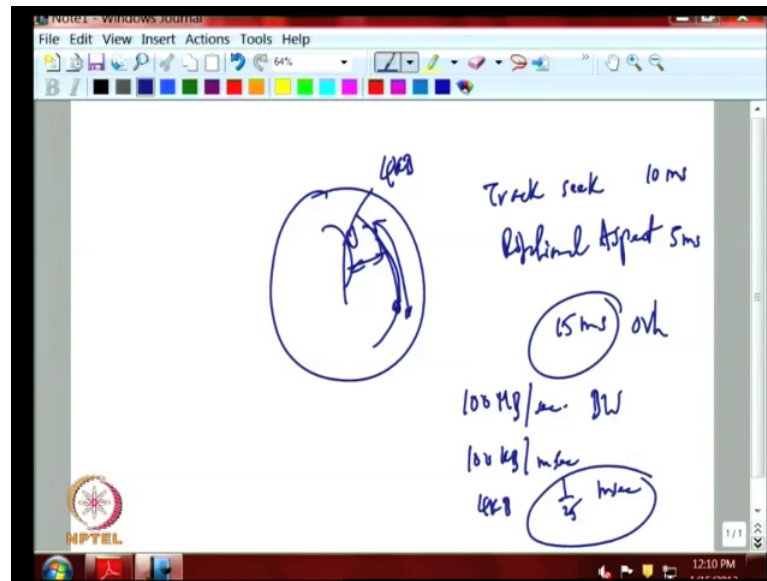 Note1 - Windows Journal
File Edit View Insert Actions Tools Help
64%
4KB
Track seek 10 ms
Aspect 5 ms
15 ms ovh
100 MB/sec. BW
100 KB/msec
4KB 1/25 msec
NPTEL
1/1
12:10 PM